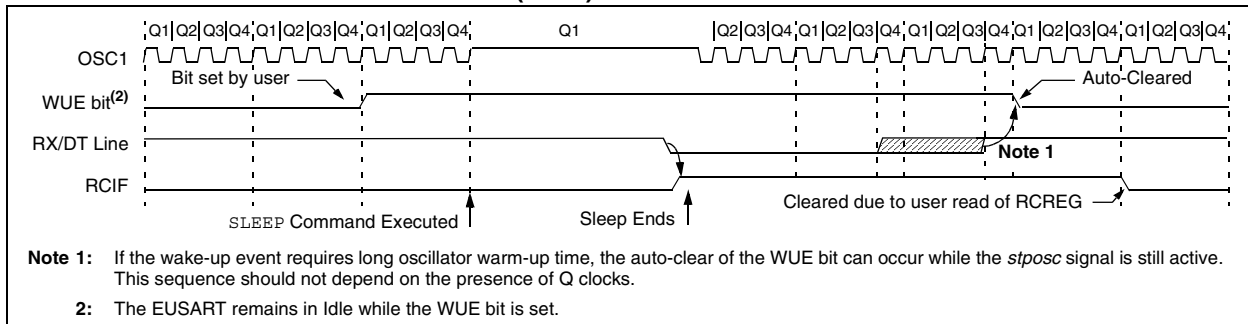 Q1 Q2 Q3 Q4 Q1 Q2 Q3 Q4 Q1 Q2 Q3 Q4 Q1 Q2 Q3 Q4 Q1 Q2 Q3 Q4 Q1 Q2 Q3 Q4 Q1 Q2 Q3 Q4 Q1 Q2 Q3 Q4
OSC1
Bit set by user
Auto-Cleared
WUE bit(2)
RX/DT Line
Note 1
RCIF
Cleared due to user read of RCREG
SLEEP Command Executed
Sleep Ends
Note 1: If the wake-up event requires long oscillator warm-up time, the auto-clear of the WUE bit can occur while the stposc signal is still active.
This sequence should not depend on the presence of Q clocks.
2: The EUSART remains in Idle while the WUE bit is set.